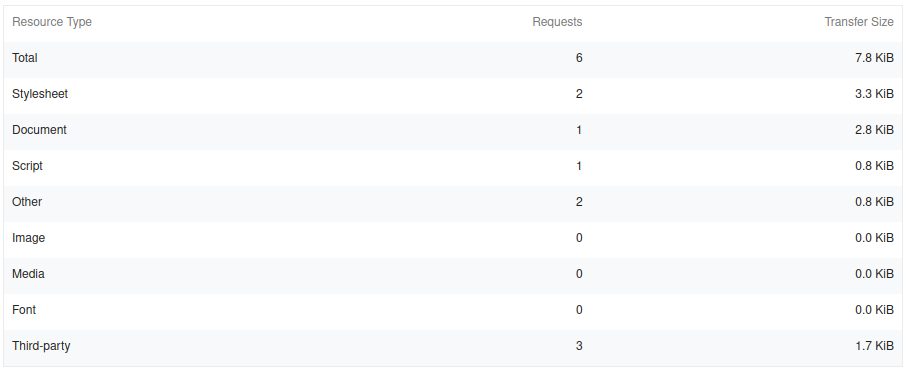 Resource Type Requests Transfer Size
Total 6 7.8 KiB
Stylesheet 2 3.3 KiB
Document 1 2.8 KiB
Script 1 0.8 KiB
Other 2 0.8 KiB
Image 0 0.0 KiB
Media 0 0.0 KiB
Font 0 0.0 KiB
Third-party 3 1.7 KiB